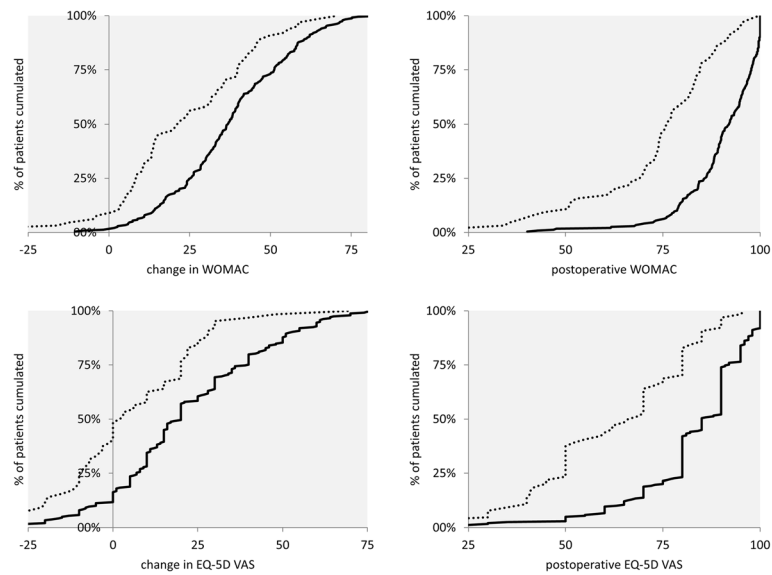 100%
75%
50%
25%
00%
% of patients cumulated
-25 0 25 50 75
change in WOMAC
100%
75%
50%
25%
00%
% of patients cumulated
25 50 75 100
postoperative WOMAC
100%
75%
50%
25%
00%
% of patients cumulated
-25 0 25 50 75
change in EQ-5D VAS
100%
75%
50%
25%
00%
% of patients cumulated
25 50 75 100
postoperative EQ-5D VAS